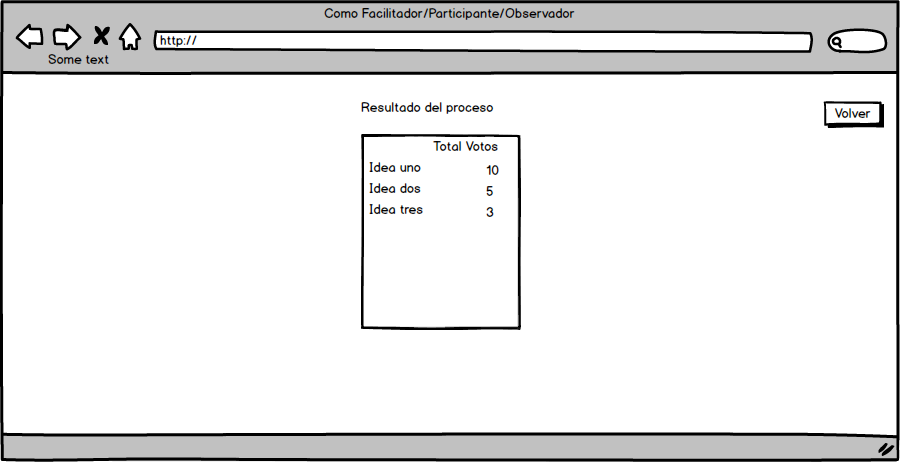 Como Facilitador/Participante/Observador
http://
Some text
Resultado del proceso
Volver
Total Votos
Idea uno 10
Idea dos 5
Idea tres 3